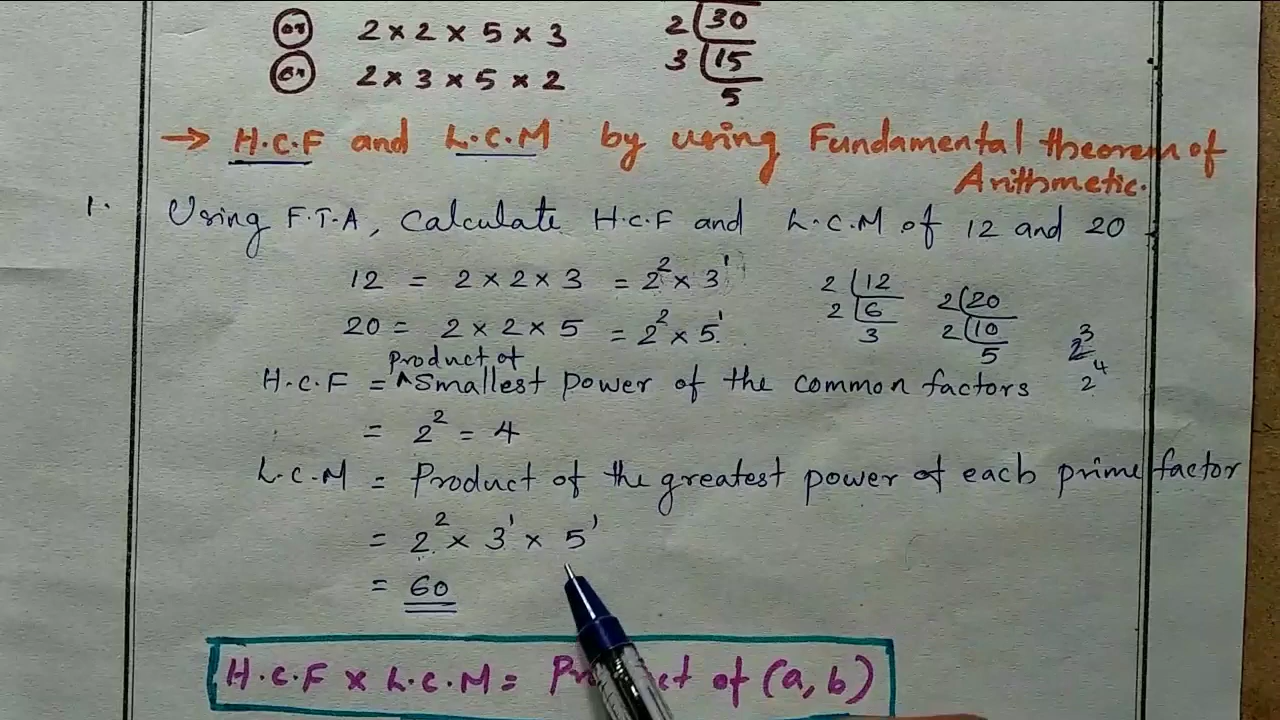 (or) 2 × 2 × 5 × 3
(or) 2 × 3 × 5 × 2
2 | 30
3 | 15
5
→ H.C.F and L.C.M by using Fundamental theorem of
Arithmetic.
1. Using F.T.A, Calculate H.C.F and L.C.M of 12 and 20
12 = 2 × 2 × 3 = 2² × 3¹
20 = 2 × 2 × 5 = 2² × 5¹
2 | 12
2 | 6
3
2 | 20
2 | 10
5
2³
2⁴
Product of
H.C.F = ^Smallest power of the common factors
= 2² = 4
L.C.M = Product of the greatest power of each prime factor
= 2² × 3¹ × 5¹
= 60
H.C.F × L.C.M = of (a, b)